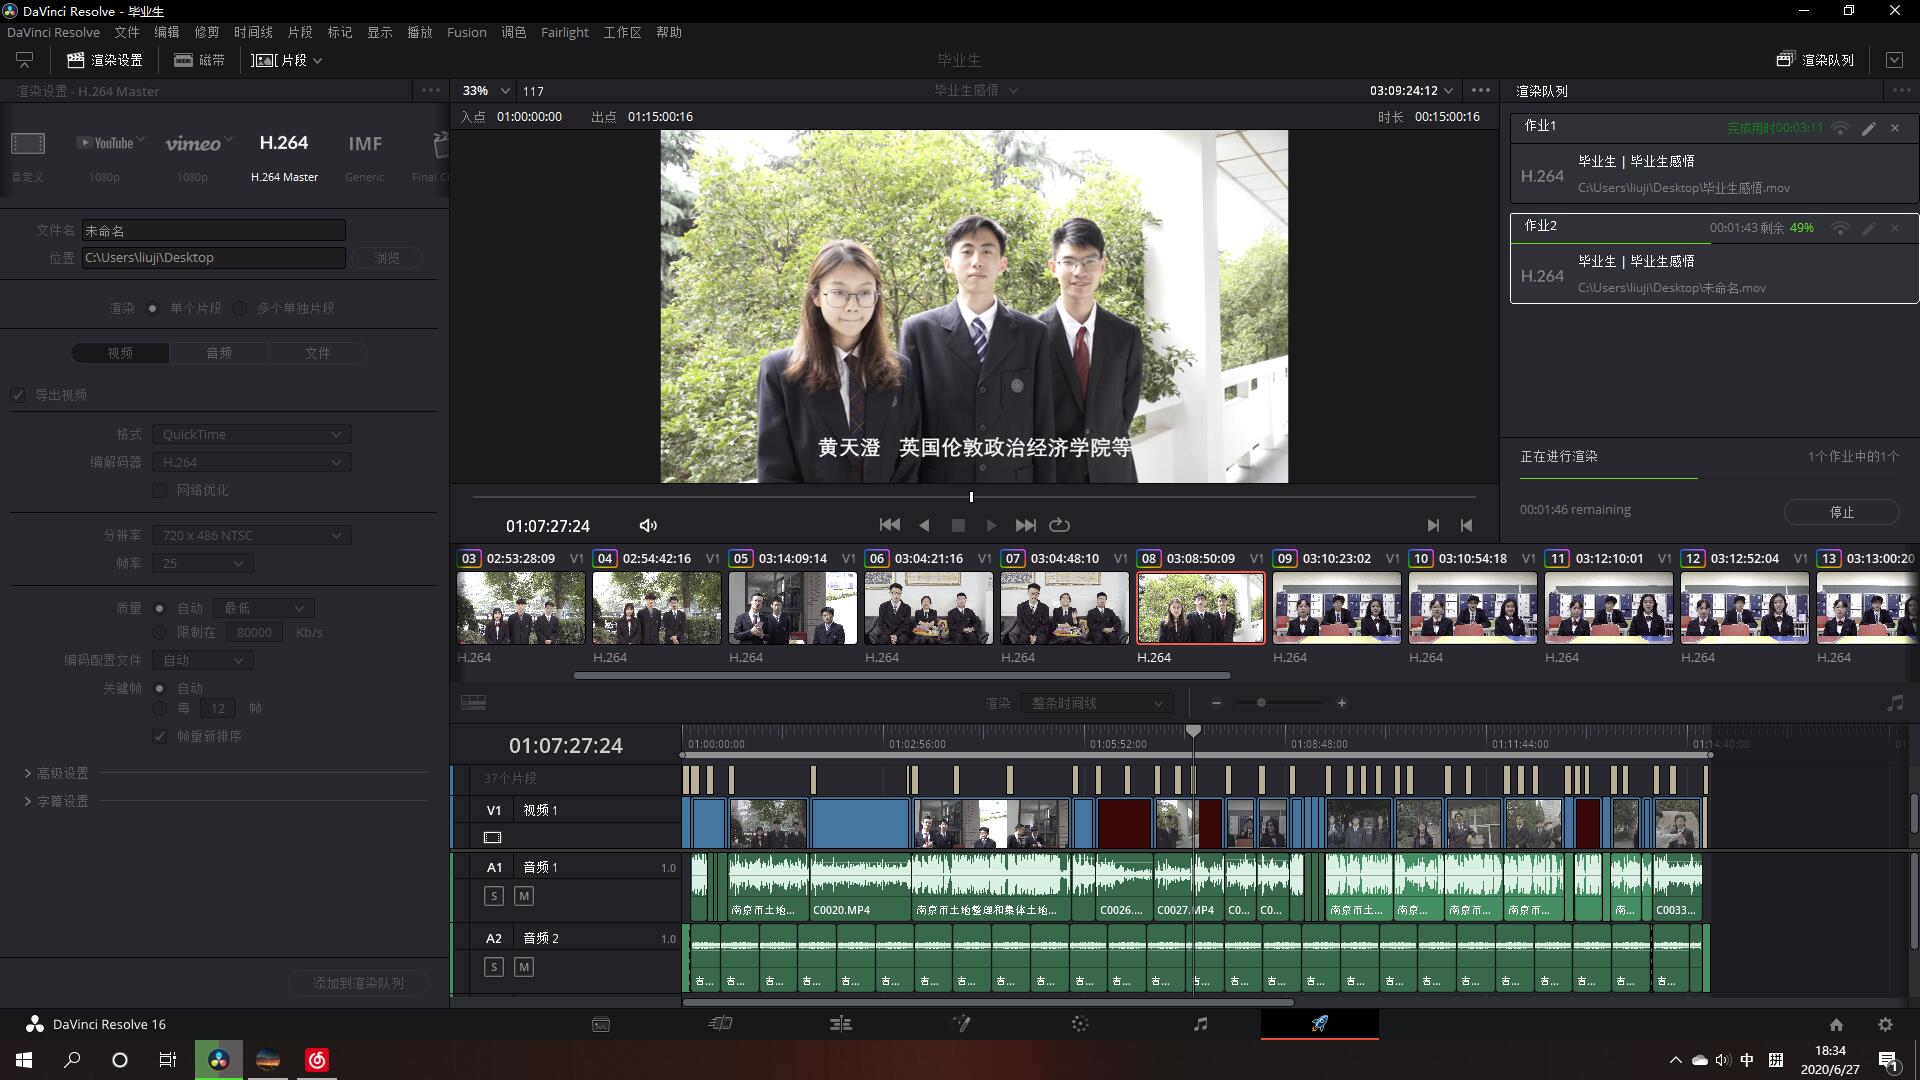 DaVinci Resolve - 毕业生
DaVinci Resolve 文件 编辑 修剪 时间线 片段 标记 显示 播放 Fusion 调色 Fairlight 工作区 帮助
渲染设置 磁带 片段 毕业生 渲染队列
渲染设置 - H.264 Master
33% 117 毕业生感悟 03:09:24:12
渲染队列
入点 01:00:00:00 出点 01:15:00:16 时长 00:15:00:16
YouTube vimeo H.264 IMF
自定义 1080p 1080p H.264 Master Generic Final C
文件名 未命名
位置 C:\Users\liuji\Desktop 浏览
渲染 单个片段 多个单独片段
视频 音频 文件
导出视频
格式 QuickTime
编解码器 H.264
网络优化
分辨率 720 x 486 NTSC
帧率 25
质量 自动 最低
限制在 80000 Kb/s
编码配置文件 自动
关键帧 自动
每 12 帧
帧重新排序
高级设置
字幕设置
添加到渲染队列
黄天澄 英国伦敦政治经济学院等
01:07:27:24
作业1 完成用时00:03:11
毕业生 | 毕业生感悟
H.264
C:\Users\liuji\Desktop\毕业生感悟.mov
作业2 00:01:43 剩余 49%
毕业生 | 毕业生感悟
H.264
C:\Users\liuji\Desktop\未命名.mov
正在进行渲染 1个作业中的1个
00:01:46 remaining 停止
03 02:53:28:09 V1 04 02:54:42:16 V1 05 03:14:09:14 V1 06 03:04:21:16 V1 07 03:04:48:10 V1 08 03:08:50:09 V1 09 03:10:23:02 V1 10 03:10:54:18 V1 11 03:12:10:01 V1 12 03:12:52:04 V1 13 03:13:00:20
H.264 H.264 H.264 H.264 H.264 H.264 H.264 H.264 H.264 H.264 H.264
渲染 整条时间线
01:07:27:24
01:00:00:00 01:02:56:00 01:05:52:00 01:08:48:00 01:11:44:00 01:14:40:00
37个片段
V1 视频 1
A1 音频 1 1.0
S M
南京市土地... C0020.MP4 南京市土地整理和集体土地... C0026.... C0027.MP4 C0... C0... 南京市土... 南京... 南京市... 南京市... 南... C0033...
A2 音频 2 1.0
S M
DaVinci Resolve 16
中 拼 18:34
2020/6/27
1